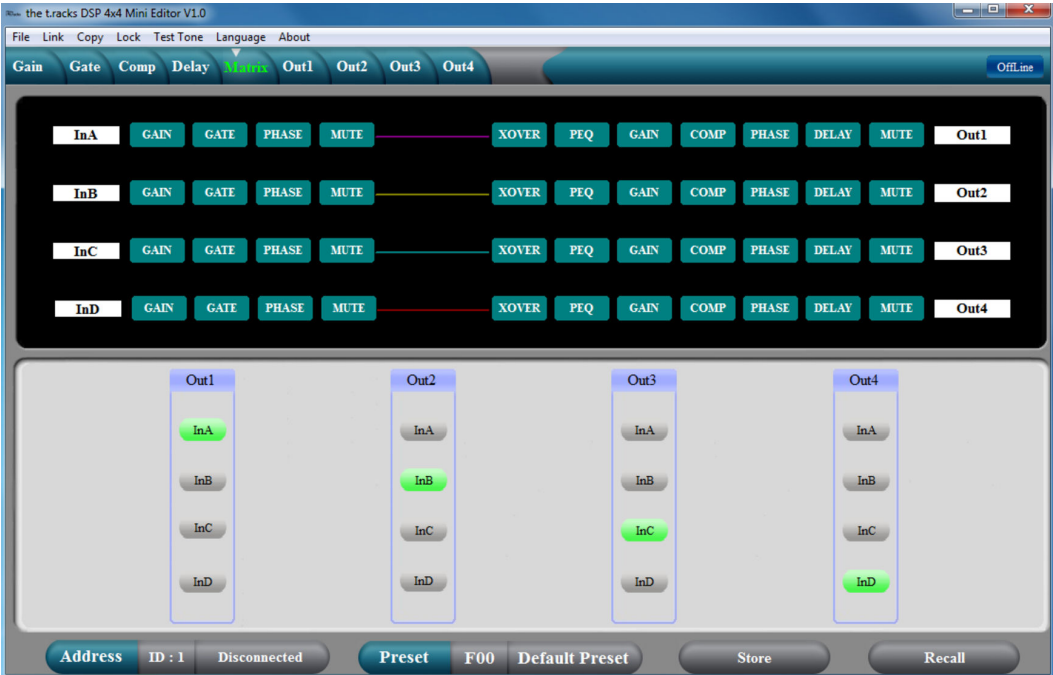 the t.racks DSP 4x4 Mini Editor V1.0
File Link Copy Lock Test Tone Language About
Gain Gate Comp Delay Matrix Out1 Out2 Out3 Out4 OffLine
InA GAIN GATE PHASE MUTE XOVER PEQ GAIN COMP PHASE DELAY MUTE Out1
InB GAIN GATE PHASE MUTE XOVER PEQ GAIN COMP PHASE DELAY MUTE Out2
InC GAIN GATE PHASE MUTE XOVER PEQ GAIN COMP PHASE DELAY MUTE Out3
InD GAIN GATE PHASE MUTE XOVER PEQ GAIN COMP PHASE DELAY MUTE Out4
Out1 Out2 Out3 Out4
InA InA InA InA
InB InB InB InB
InC InC InC InC
InD InD InD InD
Address ID : 1 Disconnected Preset F00 Default Preset Store Recall